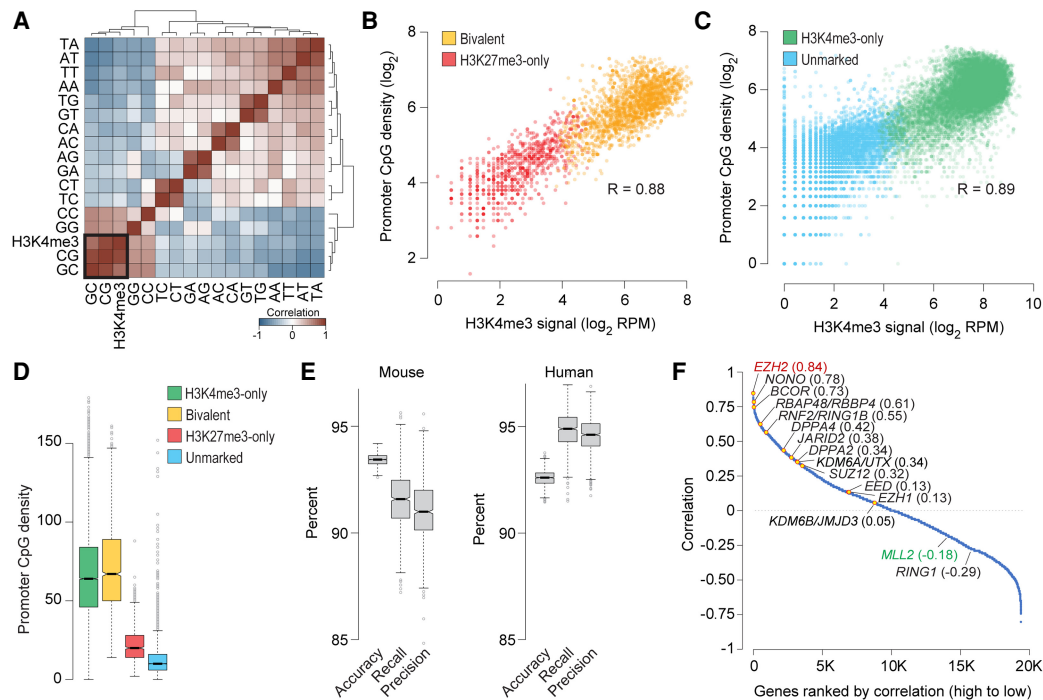 A
TA
AT
TT
AA
TG
GT
CA
AC
AG
GA
CT
TC
CC
GG
H3K4me3
CG
GC
GC
CG
H3K4me3
GG
CC
TC
CT
GA
AG
AC
CA
GT
TG
AA
TT
AT
TA
Correlation
-1 0 1
B
Bivalent
H3K27me3-only
Promoter CpG density (log2)
8
6
4
2
R = 0.88
0 2 4 6 8
H3K4me3 signal (log2 RPM)
C
H3K4me3-only
Unmarked
Promoter CpG density (log2)
8
6
4
2
0
R = 0.89
0 2 4 6 8 10
H3K4me3 signal (log2 RPM)
D
H3K4me3-only
Bivalent
H3K27me3-only
Unmarked
Promoter CpG density
150
100
50
0
E
Mouse
Percent
95
90
85
Accuracy
Recall
Precision
Human
Percent
95
95
85
Accuracy
Recall
Precision
F
Correlation
1
0.75
0.50
0.25
0
-0.25
-0.50
-0.75
-1
EZH2 (0.84)
NONO (0.78)
BCOR (0.73)
RBAP48/RBBP4 (0.61)
RNF2/RING1B (0.55)
DPPA4 (0.42)
JARID2 (0.38)
DPPA2 (0.34)
KDM6A/UTX (0.34)
SUZ12 (0.32)
EED (0.13)
EZH1 (0.13)
KDM6B/JMJD3 (0.05)
MLL2 (-0.18)
RING1 (-0.29)
0 5K 10K 15K 20K
Genes ranked by correlation (high to low)